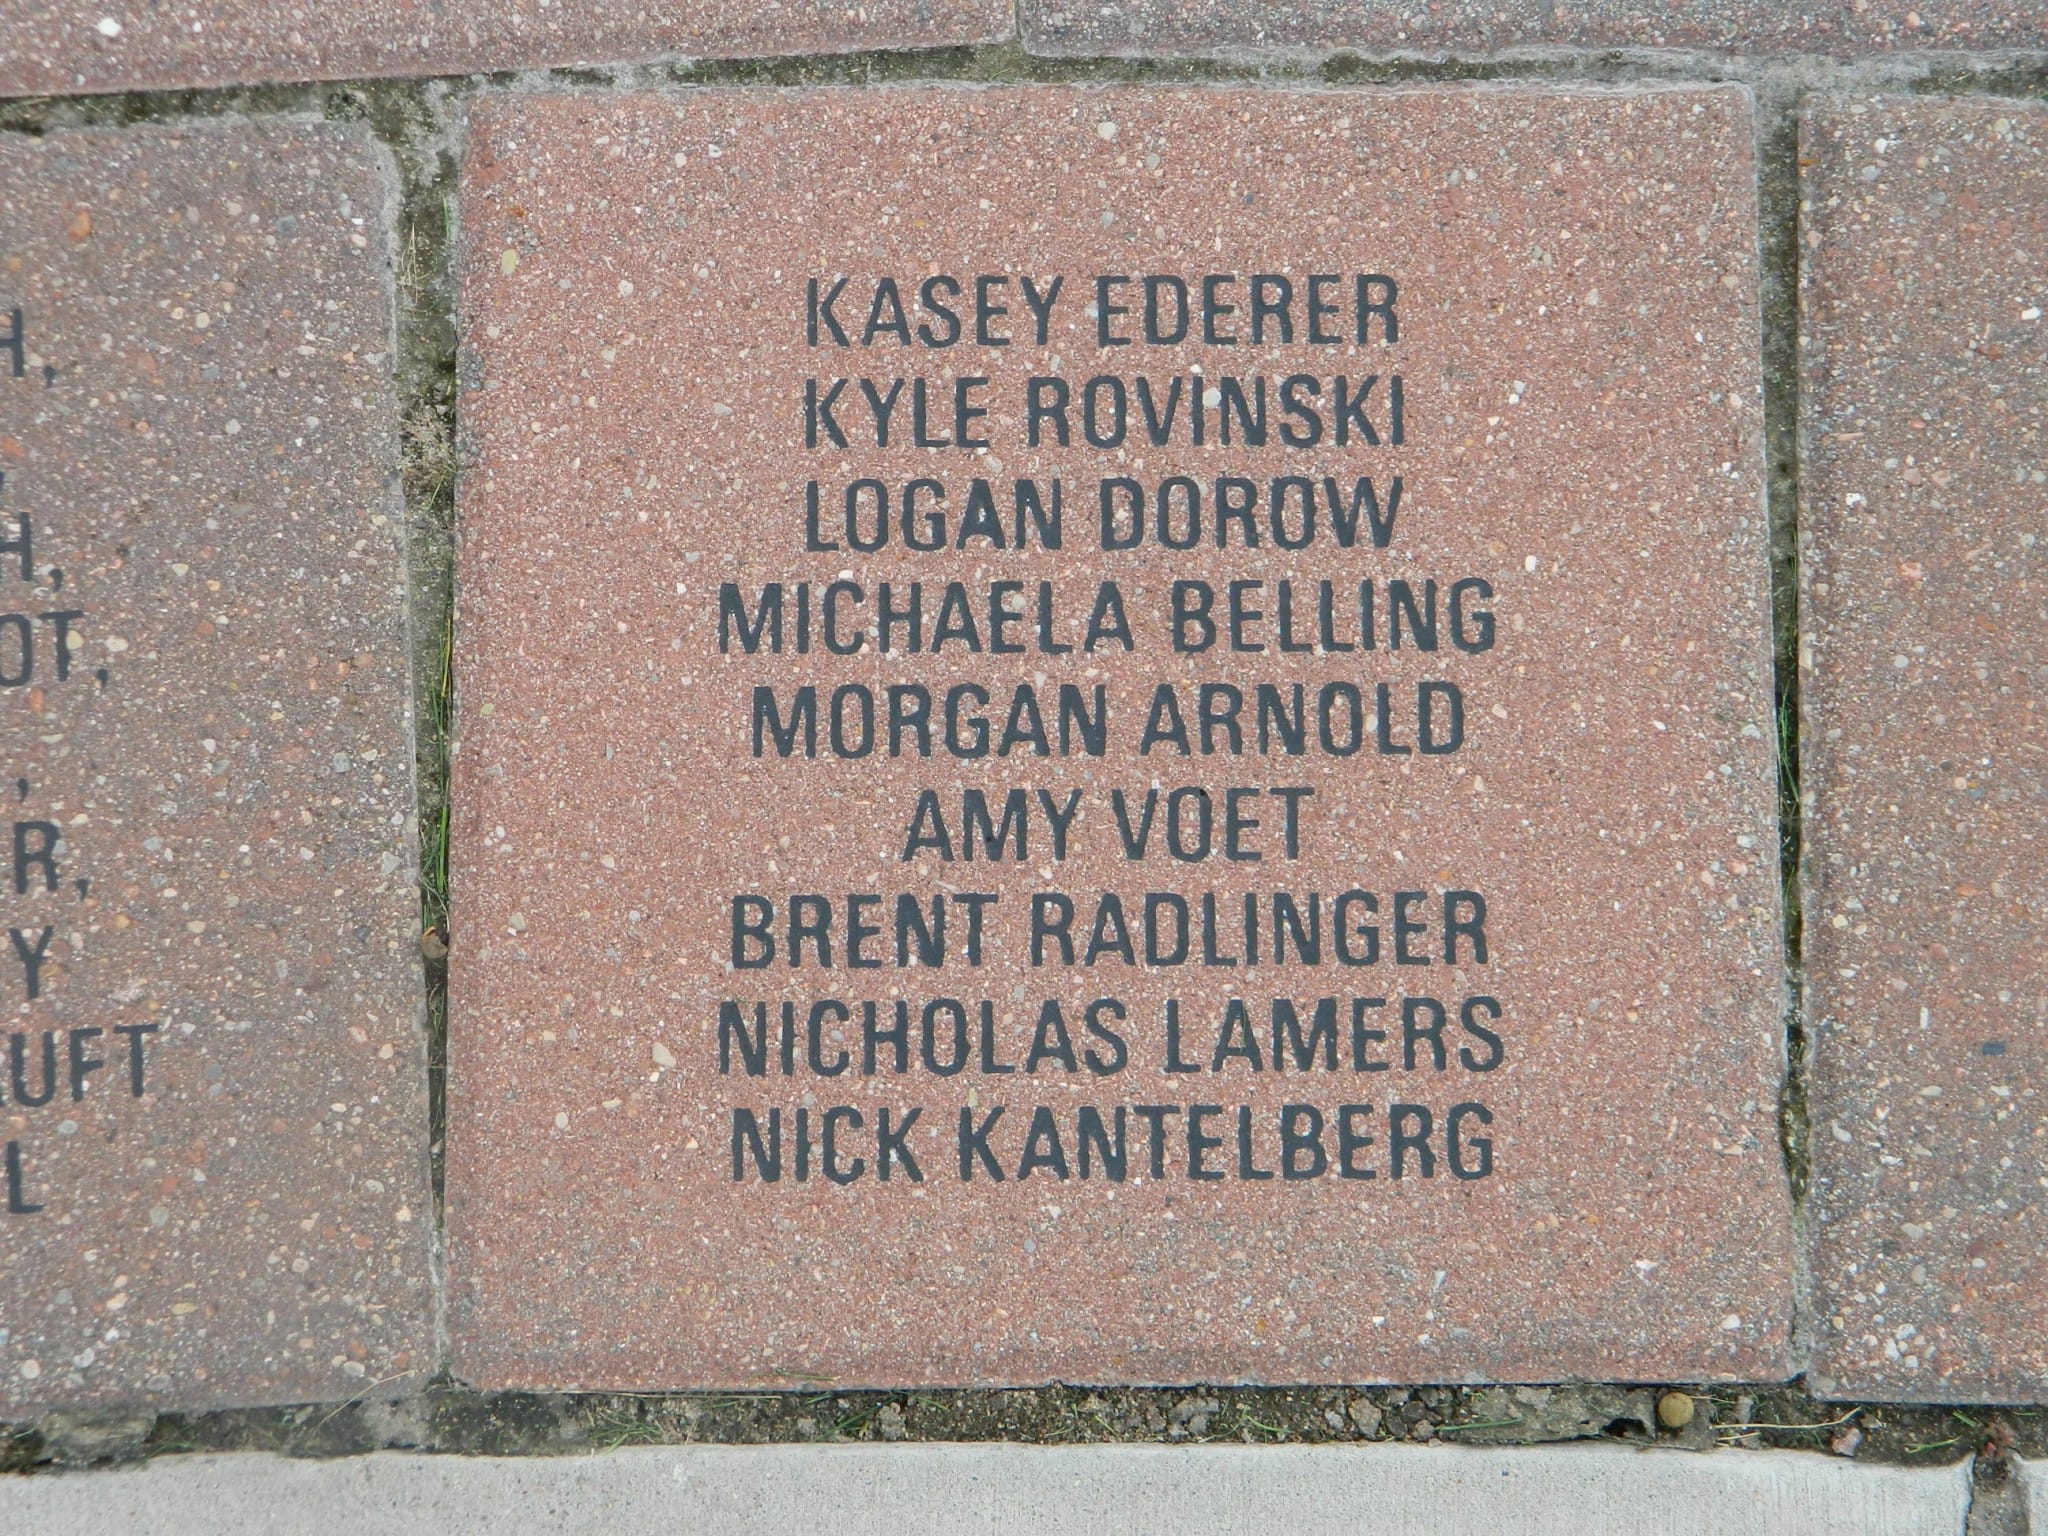 KASEY EDERER
KYLE ROVINSKI
LOGAN DOROW
MICHAELA BELLING
MORGAN ARNOLD
AMY VOET
BRENT RADLINGER
NICHOLAS LAMERS
NICK KANTELBERG